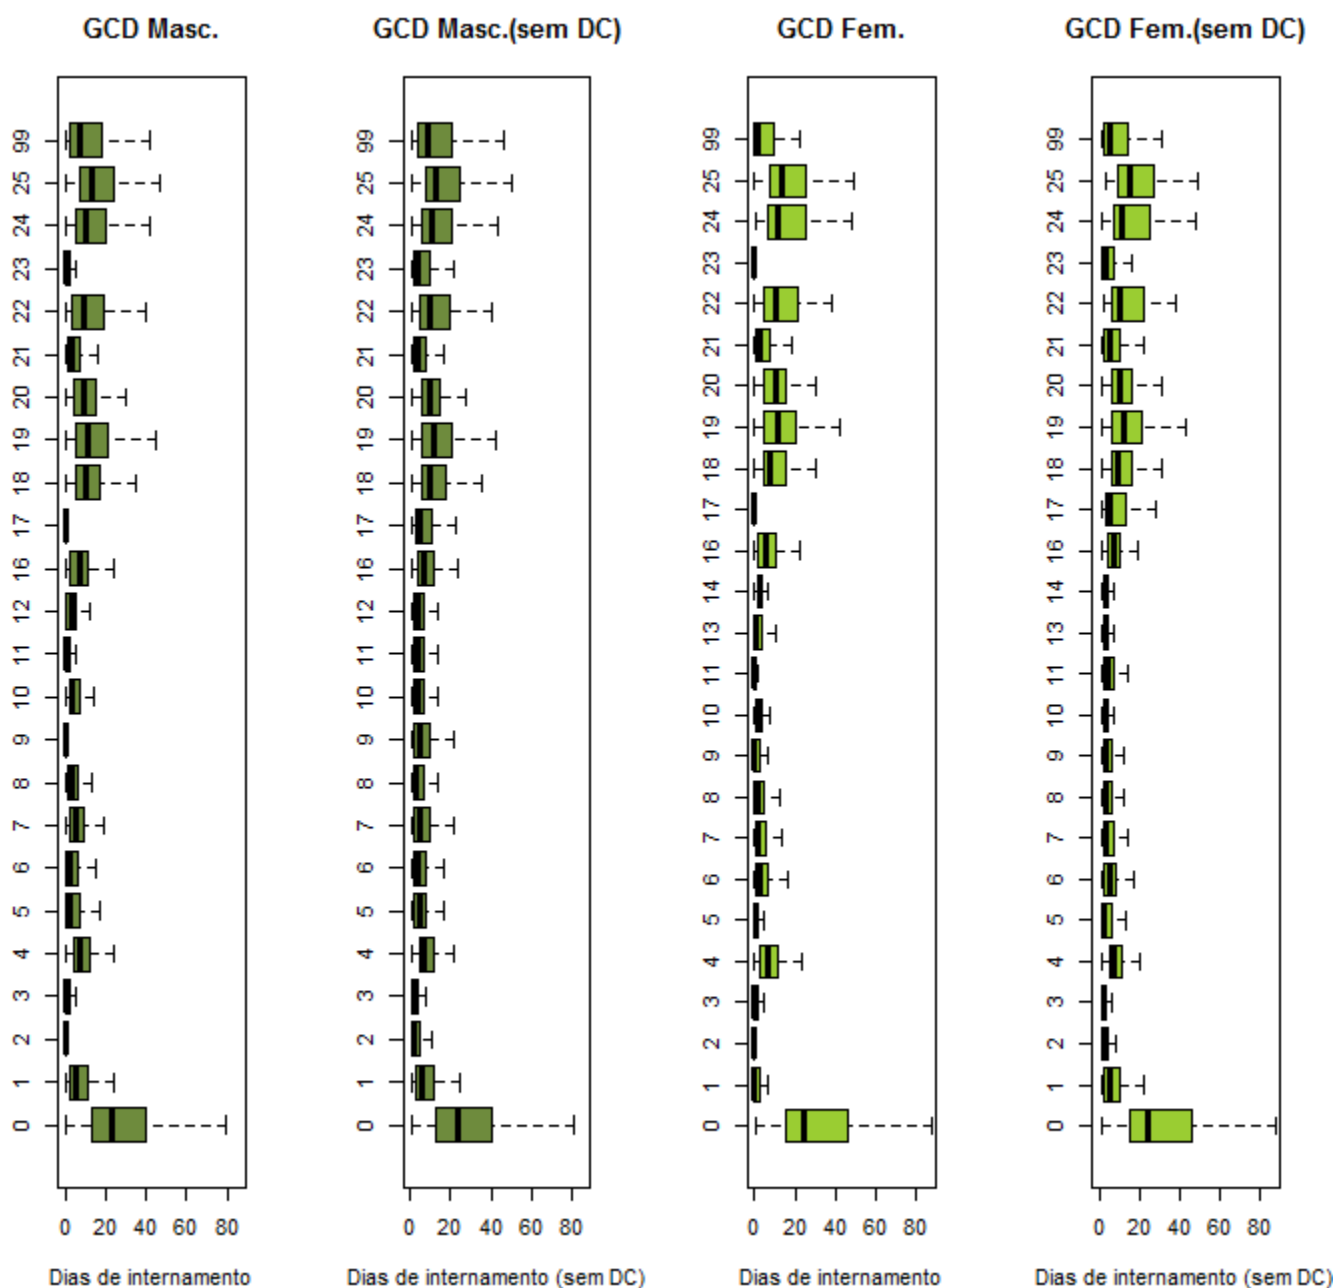 GCD Masc. GCD Masc.(sem DC) GCD Fem. GCD Fem.(sem DC)
99 99 99 99
25 25 25 25
24 24 24 24
23 23 23 23
22 22 22 22
21 21 21 21
20 20 20 20
19 19 19 19
18 18 18 18
17 17 17 17
16 16 16 16
12 12 14 14
11 11 13 13
10 10 11 11
9 9 10 10
8 8 9 9
7 7 8 8
6 6 7 7
5 5 6 6
4 4 5 5
3 3 4 4
2 2 3 3
1 1 2 2
0 0 1 1
0 0
0 20 40 60 80 0 20 40 60 80 0 20 40 60 80 0 20 40 60 80
Dias de internamento Dias de internamento (sem DC) Dias de internamento Dias de internamento (sem DC)